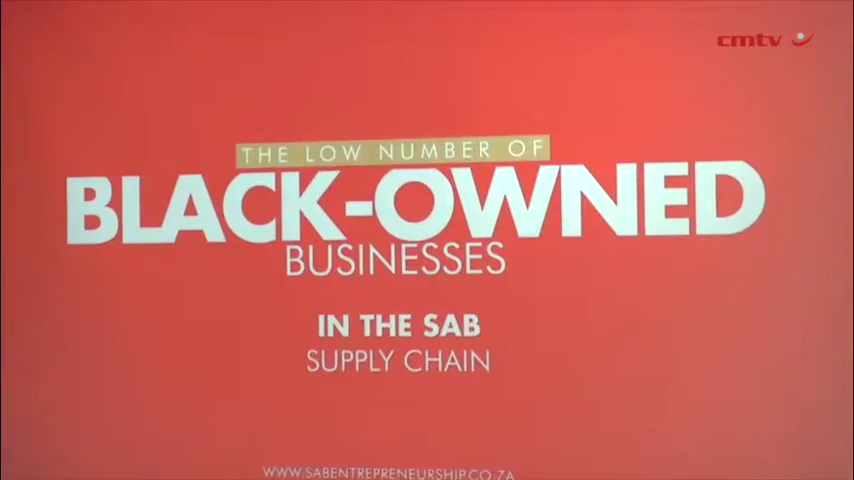 cmtv
THE LOW NUMBER OF
BLACK-OWNED
BUSINESSES
IN THE SAB
SUPPLY CHAIN
WWW.SABENTREPRENEURSHIP.CO.ZA